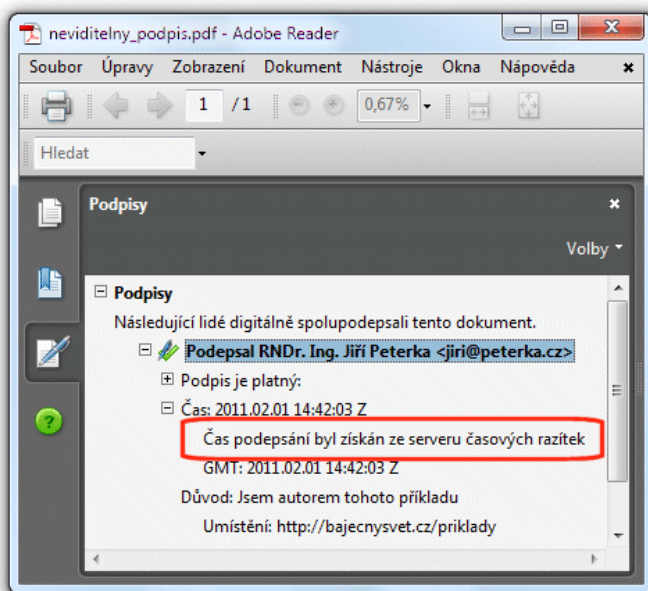 neviditelny_podpis.pdf - Adobe Reader
Soubor Úpravy Zobrazení Dokument Nástroje Okna Nápověda
1 /1 0,67%
Hledat
Podpisy
Volby
Podpisy
Následující lidé digitálně spolupodepsali tento dokument.
Podepsal RNDr. Ing. Jiří Peterka <jiri@peterka.cz>
Podpis je platný:
Čas: 2011.02.01 14:42:03 Z
Čas podepsání byl získán ze serveru časových razítek
GMT: 2011.02.01 14:42:03 Z
Důvod: Jsem autorem tohoto příkladu
Umístění: http://bajecnysvet.cz/priklady